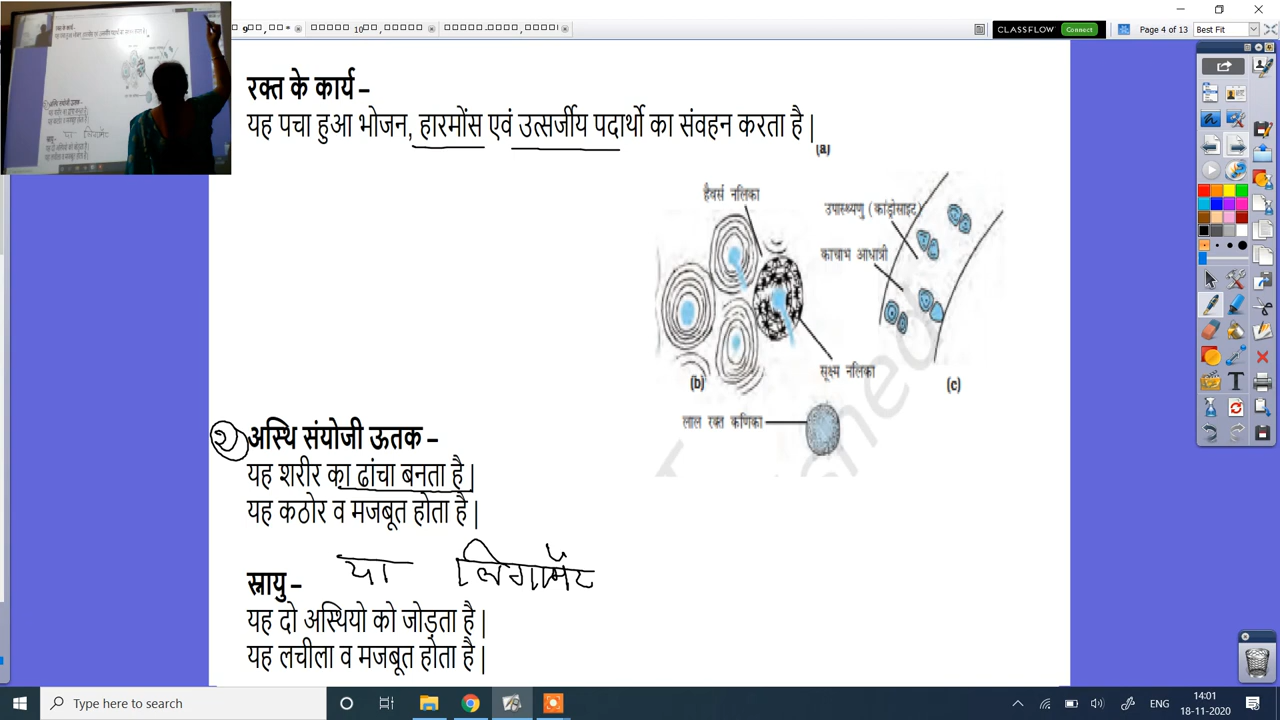 CLASSFLOW Connect
Page 4 of 13
Best Fit
रक्त के कार्य –
यह पचा हुआ भोजन, हारमोंस एवं उत्सर्जीय पदार्थो का संवहन करता है |
(a)
हैवर्स नलिका
उपास्थ्यणु (कांड्रोसाइट)
काचाभ आधात्री
सूक्ष्म नलिका
(b)
(c)
लाल रक्त कणिका
२ अस्थि संयोजी ऊतक –
यह शरीर का ढांचा बनता है |
यह कठोर व मजबूत होता है |
स्नायु – या लिगामेंट
यह दो अस्थियो को जोड़ता है |
यह लचीला व मजबूत होता है |
Type here to search
ENG
14:01
18-11-2020